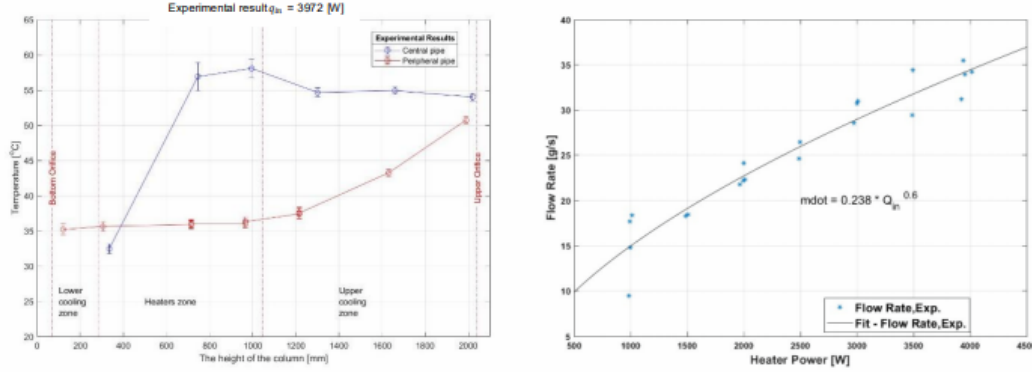 Experimental result q_in = 3972 [W]
65
60
55
50
45
40
35
30
25
20
Temperature [°C]
Bottom Orifice
Upper Orifice
Experimental Results
Central pipe
Peripheral pipe
Lower
cooling
zone
Heaters zone
Upper
cooling
zone
0 200 400 600 800 1000 1200 1400 1600 1800 2000
The height of the column [mm]
40
35
30
25
20
15
10
5
Flow Rate [g/s]
mdot = 0.238 * Q_in^0.6
Flow Rate,Exp.
Fit - Flow Rate,Exp.
500 1000 1500 2000 2500 3000 3500 4000 450
Heater Power [W]